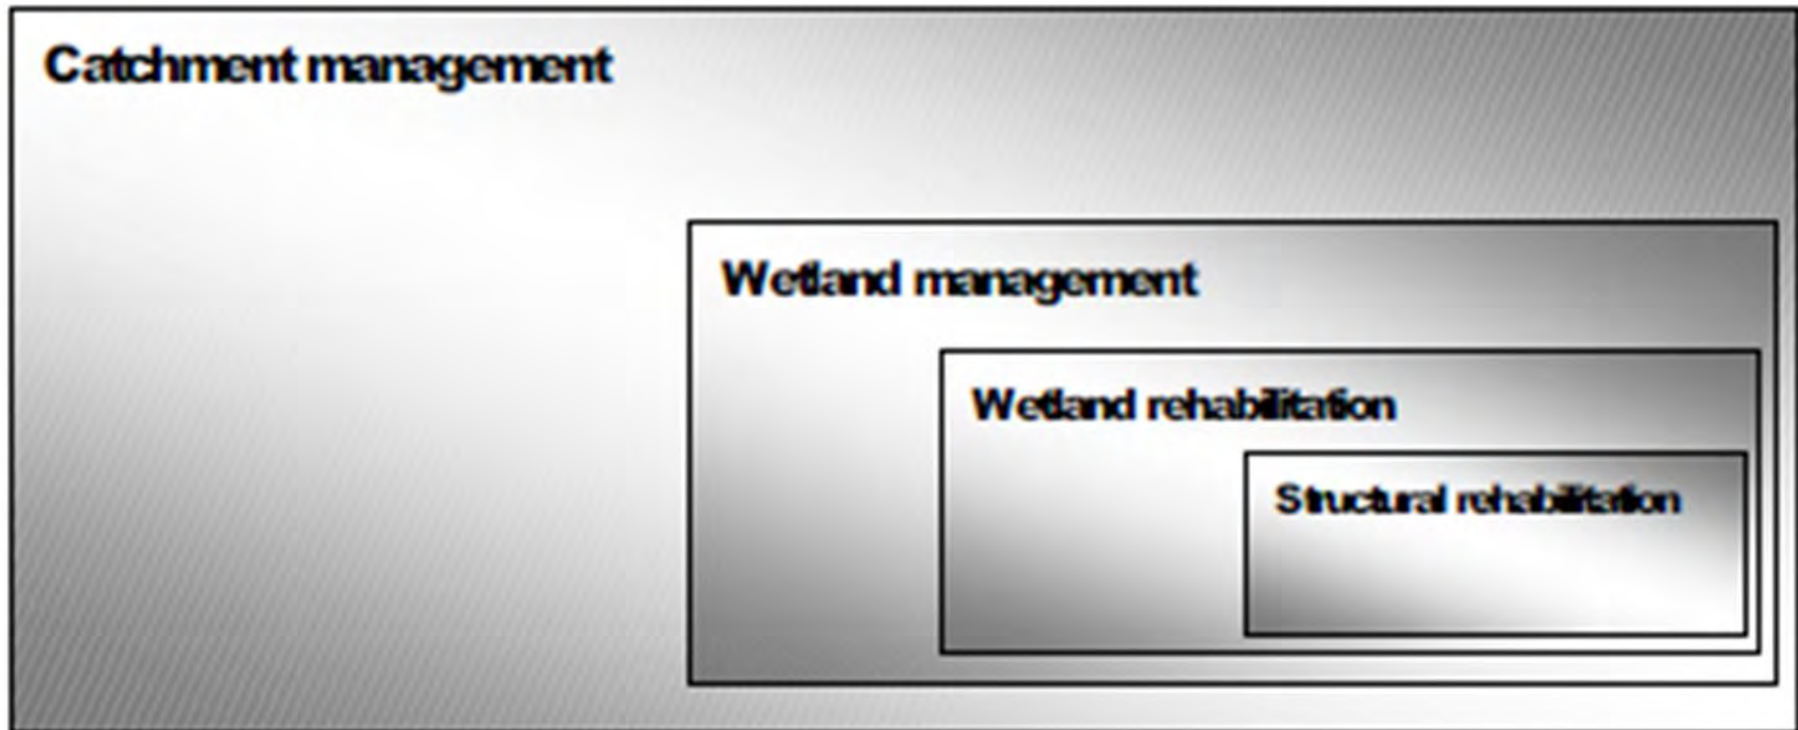 Catchment management
Wetland management
Wetland rehabilitation
Structural rehabilitation